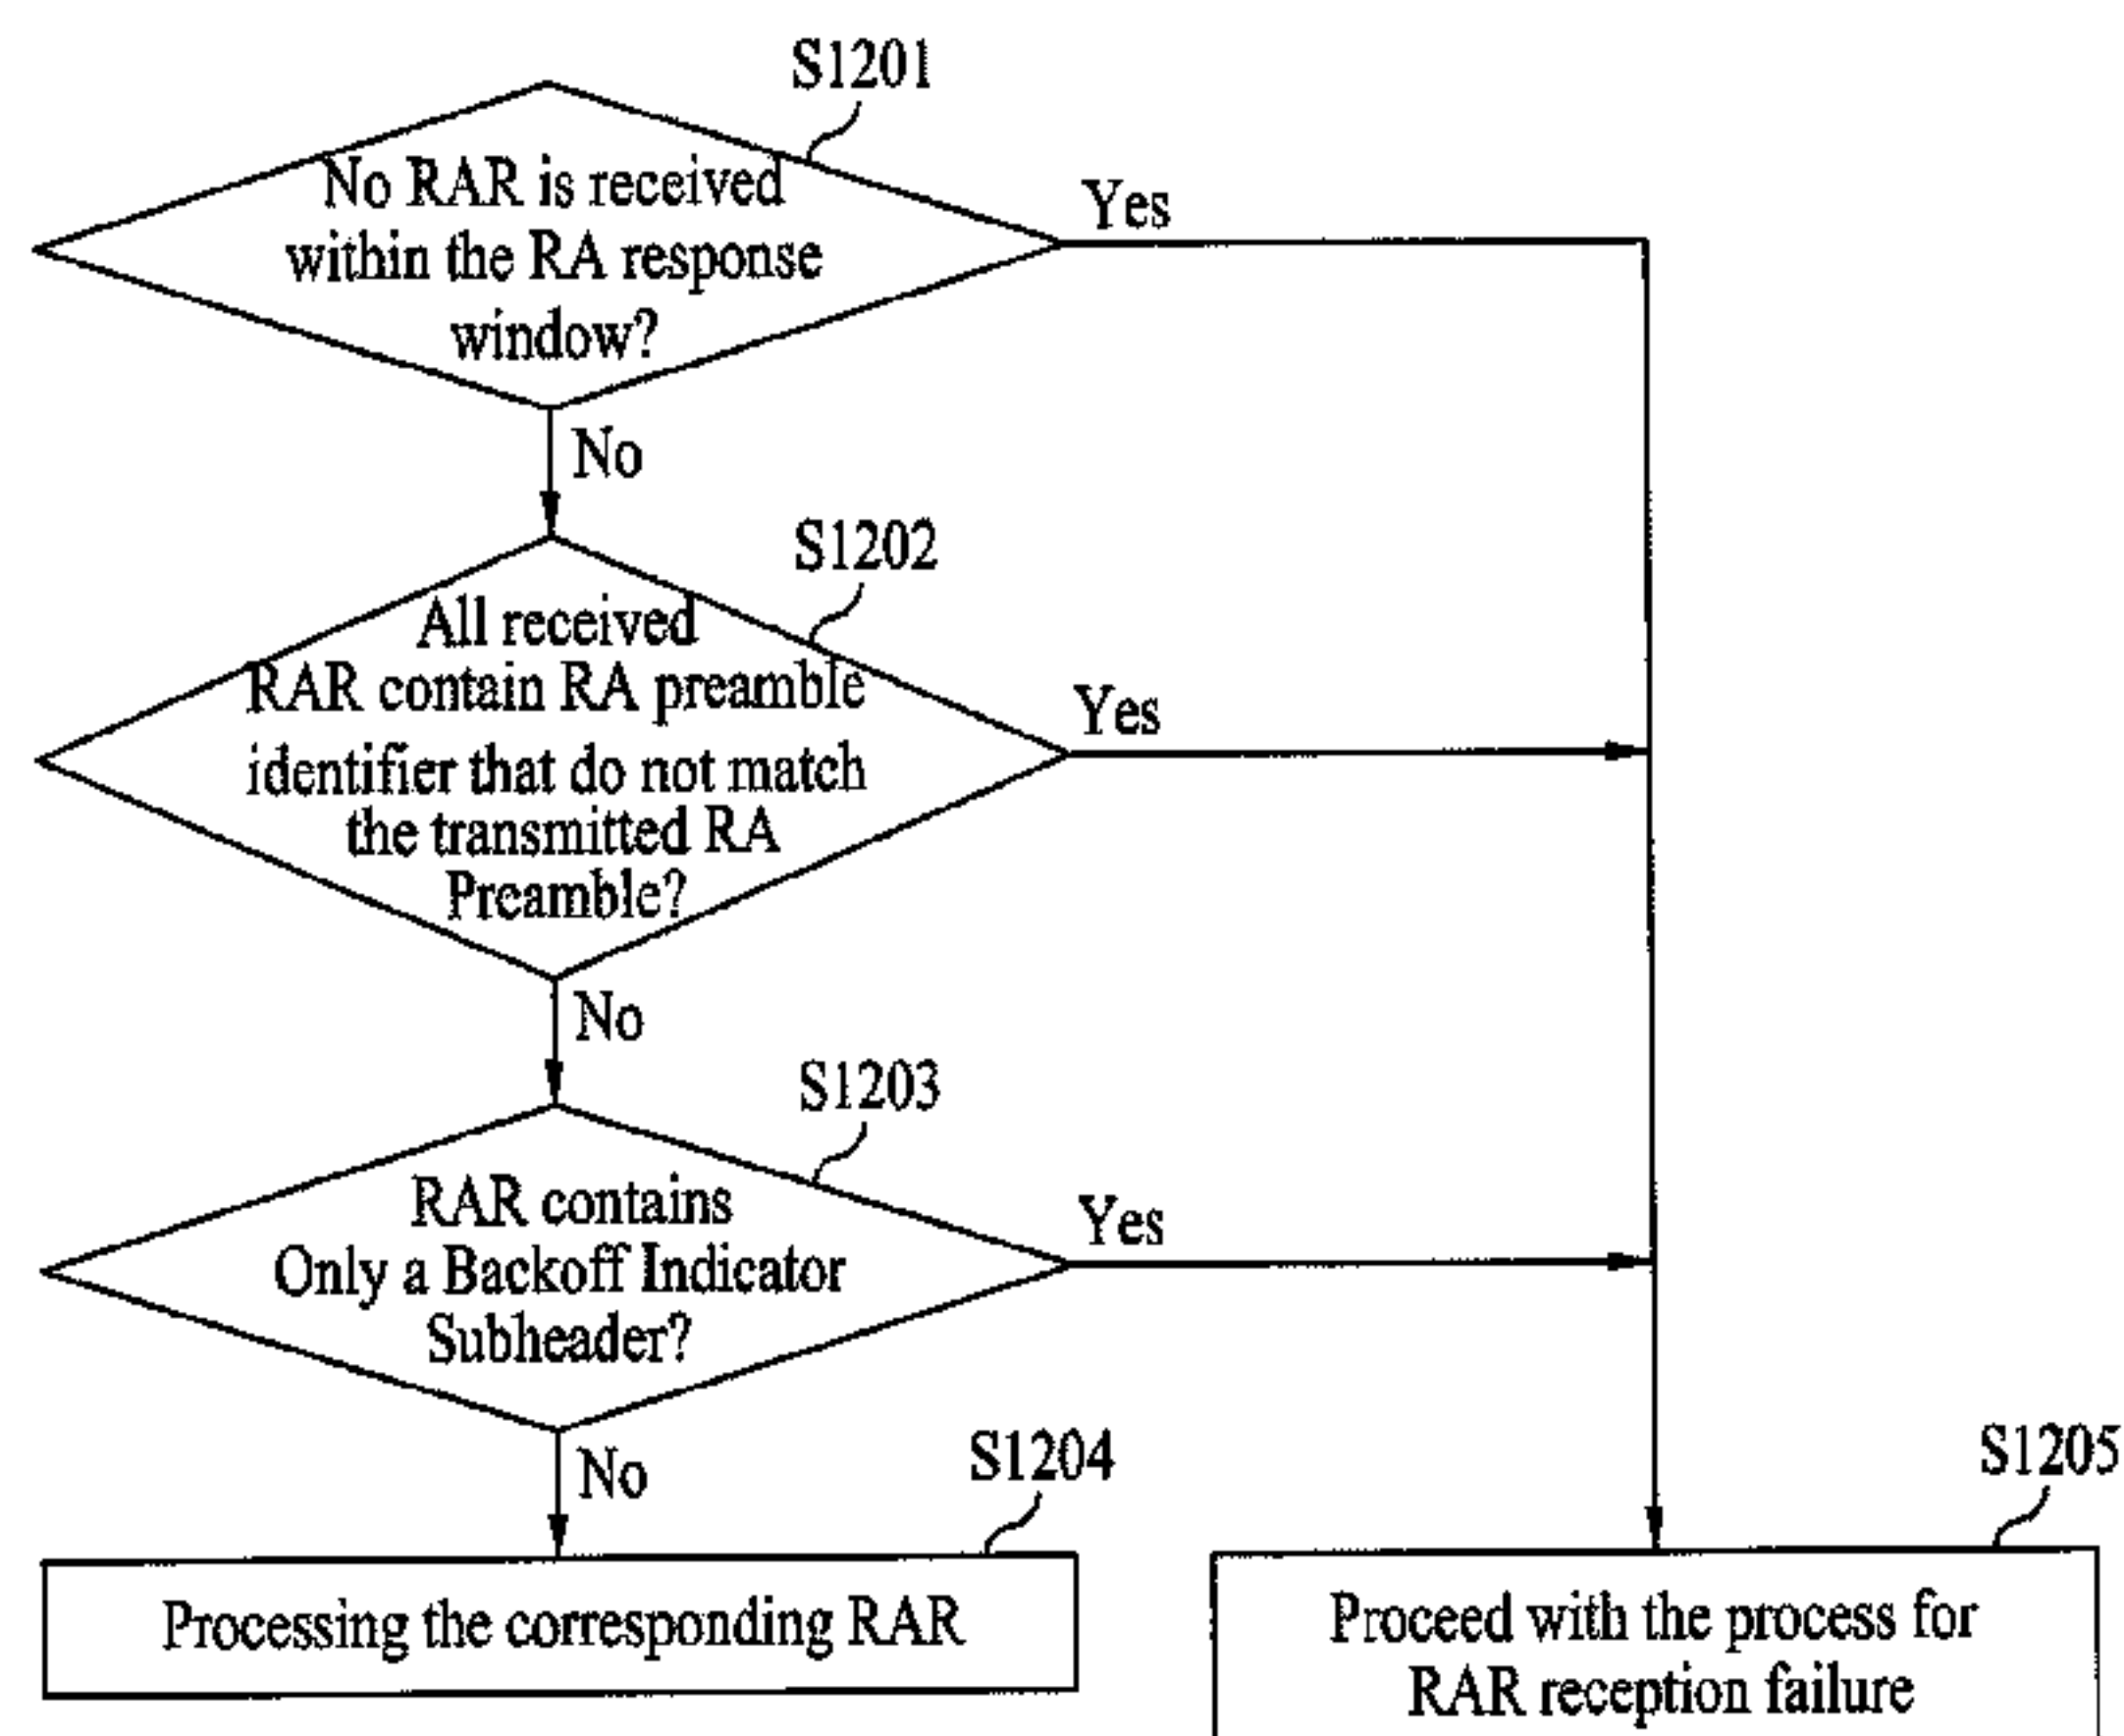 S1201
No RAR is received
within the RA response
window?
Yes
No
S1202
All received
RAR contain RA preamble
identifier that do not match
the transmitted RA
Preamble?
Yes
No
S1203
RAR contains
Only a Backoff Indicator
Subheader?
Yes
No
S1204
Processing the corresponding RAR
S1205
Proceed with the process for
RAR reception failure